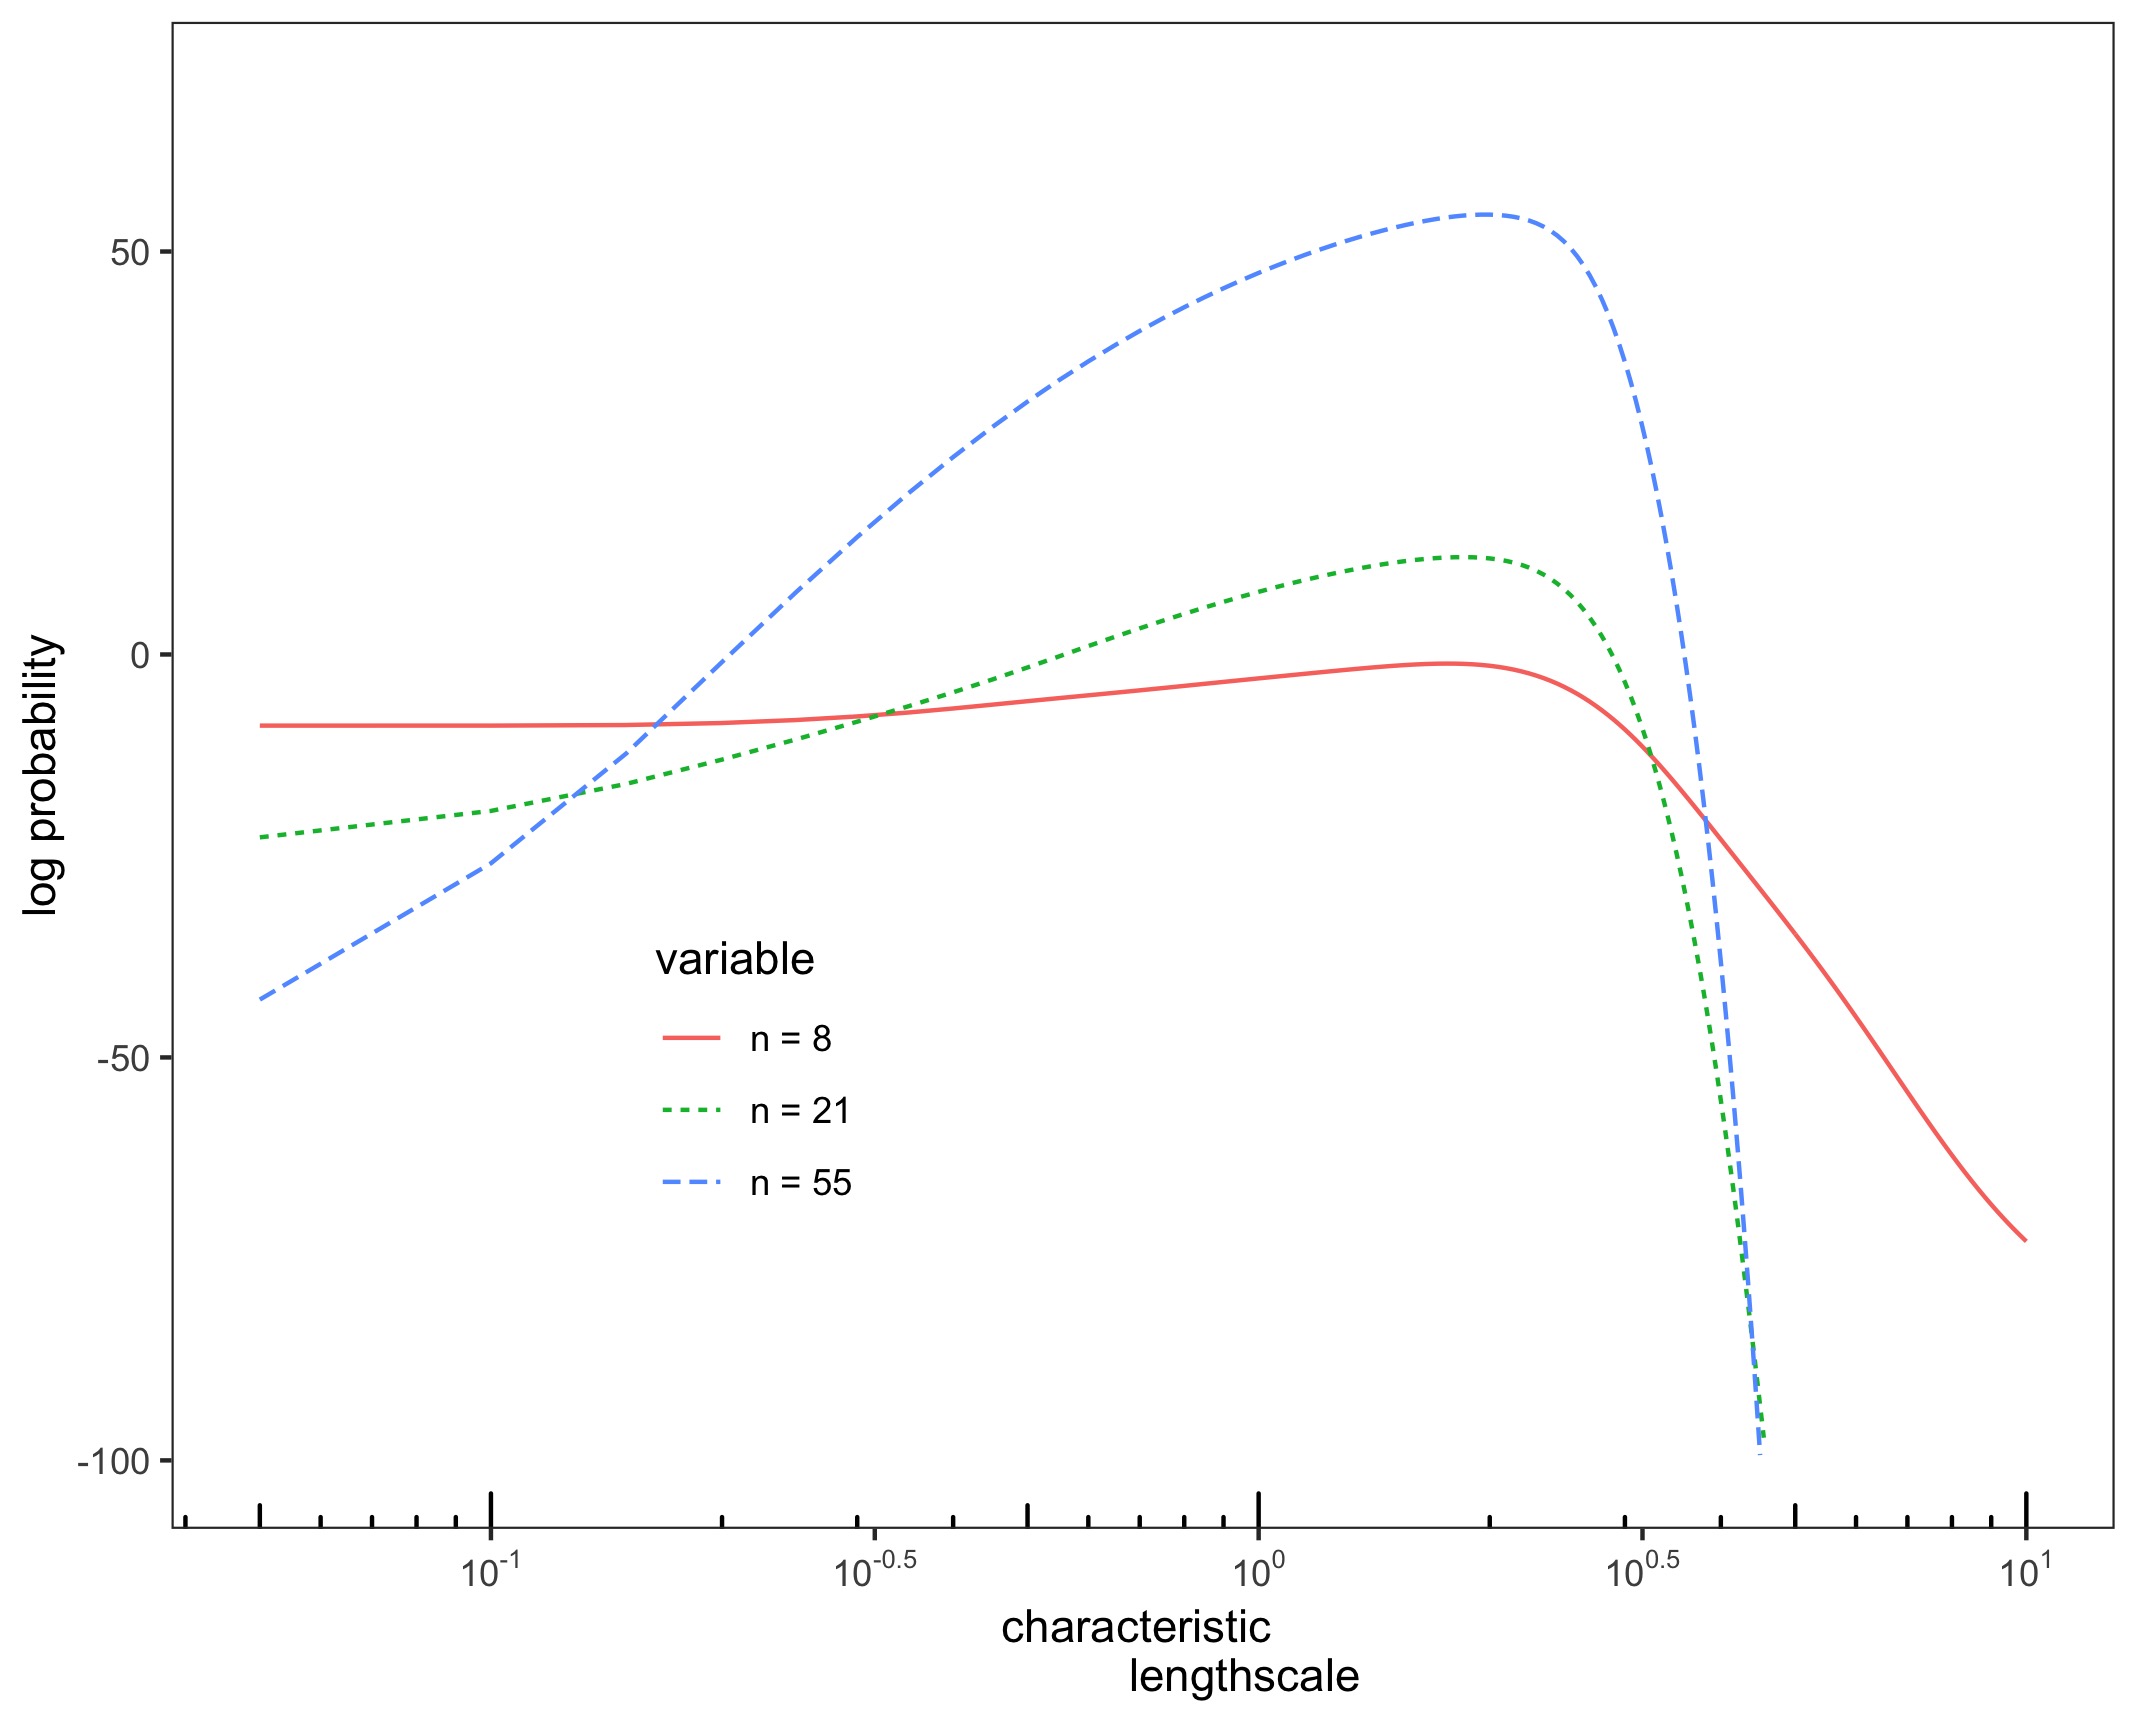 50
0
-50
-100
log probability
variable
n = 8
n = 21
n = 55
10^-1 10^-0.5 10^0 10^0.5 10^1
characteristic
lengthscale